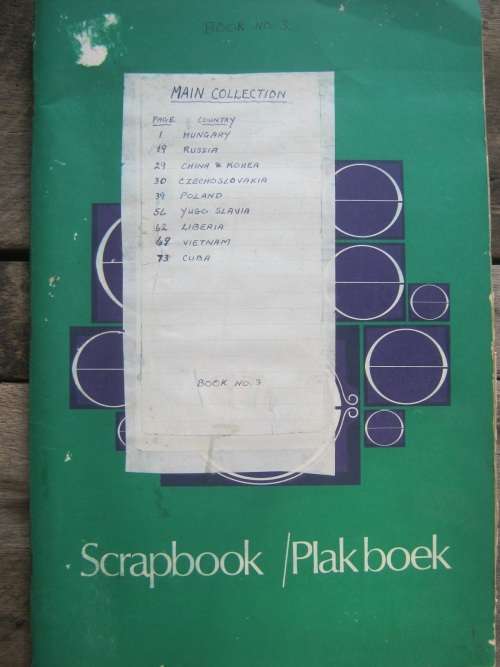 BOOK NO. 3
MAIN COLLECTION
PAGE COUNTRY
1 HUNGARY
19 RUSSIA
29 CHINA & KOREA
30 CZECHOSLOVAKIA
39 POLAND
56 YUGO SLAVIA
62 LIBERIA
69 VIETNAM
73 CUBA
BOOK NO. 3
Scrapbook / Plakboek